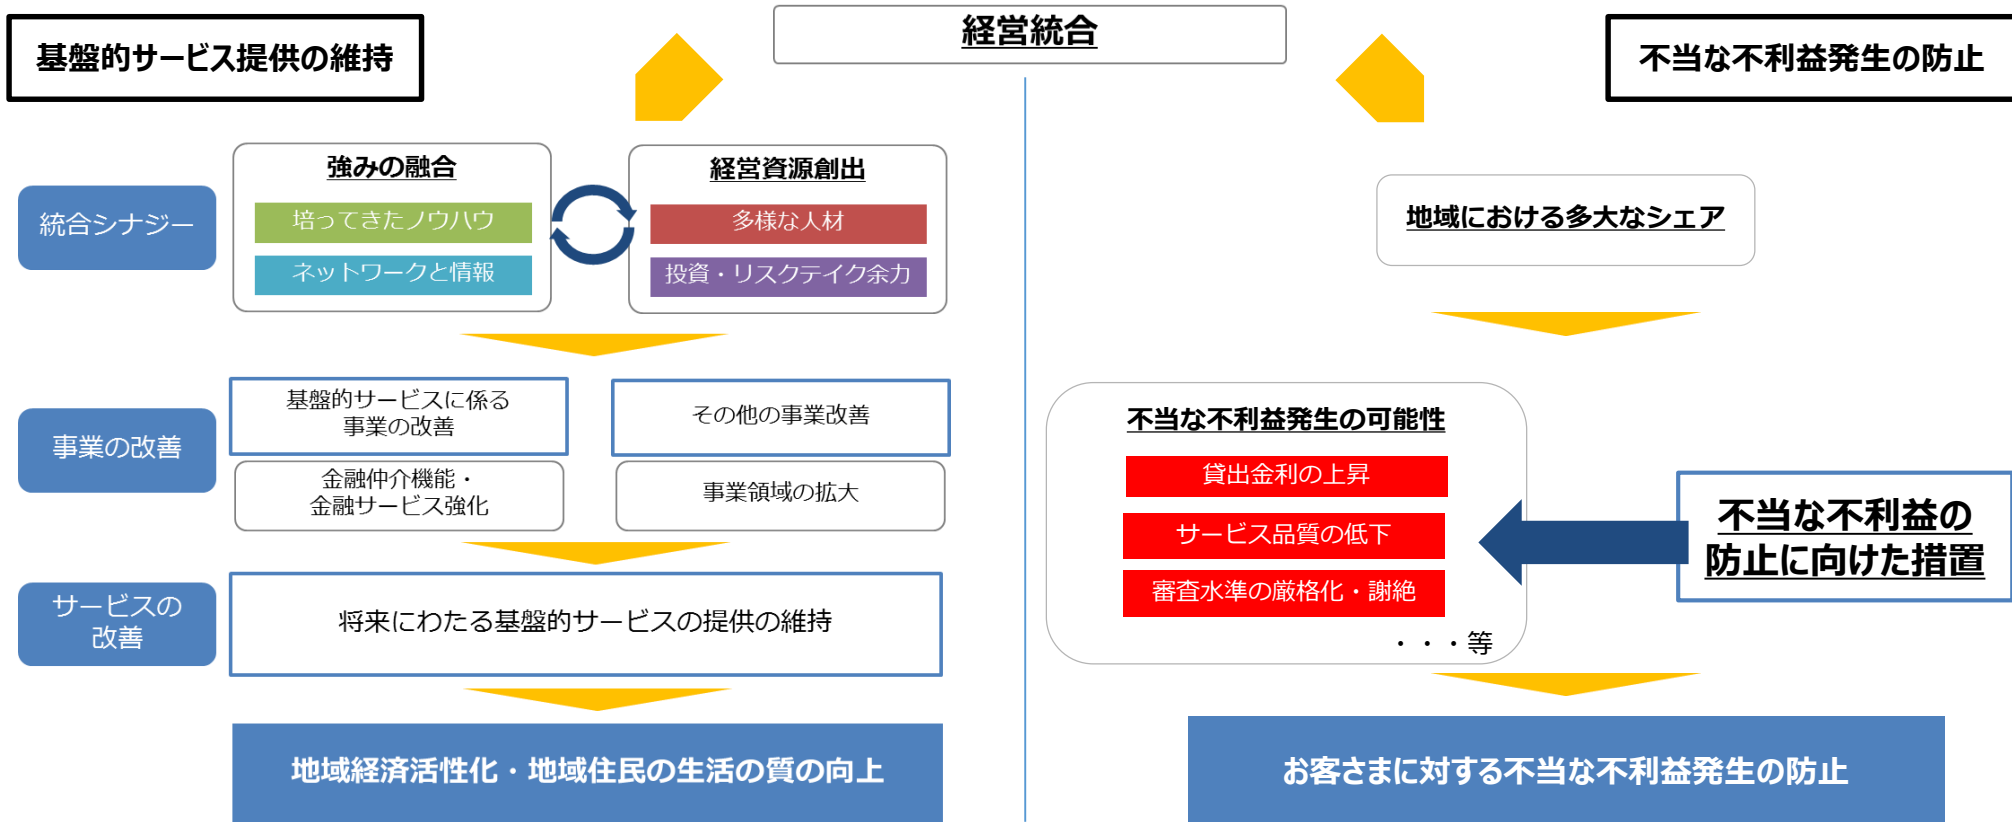 経営統合
基盤的サービス提供の維持
不当な不利益発生の防止
統合シナジー
強みの融合
培ってきたノウハウ
ネットワークと情報
経営資源創出
多様な人材
投資・リスクテイク余力
事業の改善
基盤的サービスに係る
事業の改善
その他の事業改善
金融仲介機能・
金融サービス強化
事業領域の拡大
サービスの
改善
将来にわたる基盤的サービスの提供の維持
地域経済活性化・地域住民の生活の質の向上
地域における多大なシェア
不当な不利益発生の可能性
貸出金利の上昇
サービス品質の低下
審査水準の厳格化・謝絶
・・・等
不当な不利益の
防止に向けた措置
お客さまに対する不当な不利益発生の防止